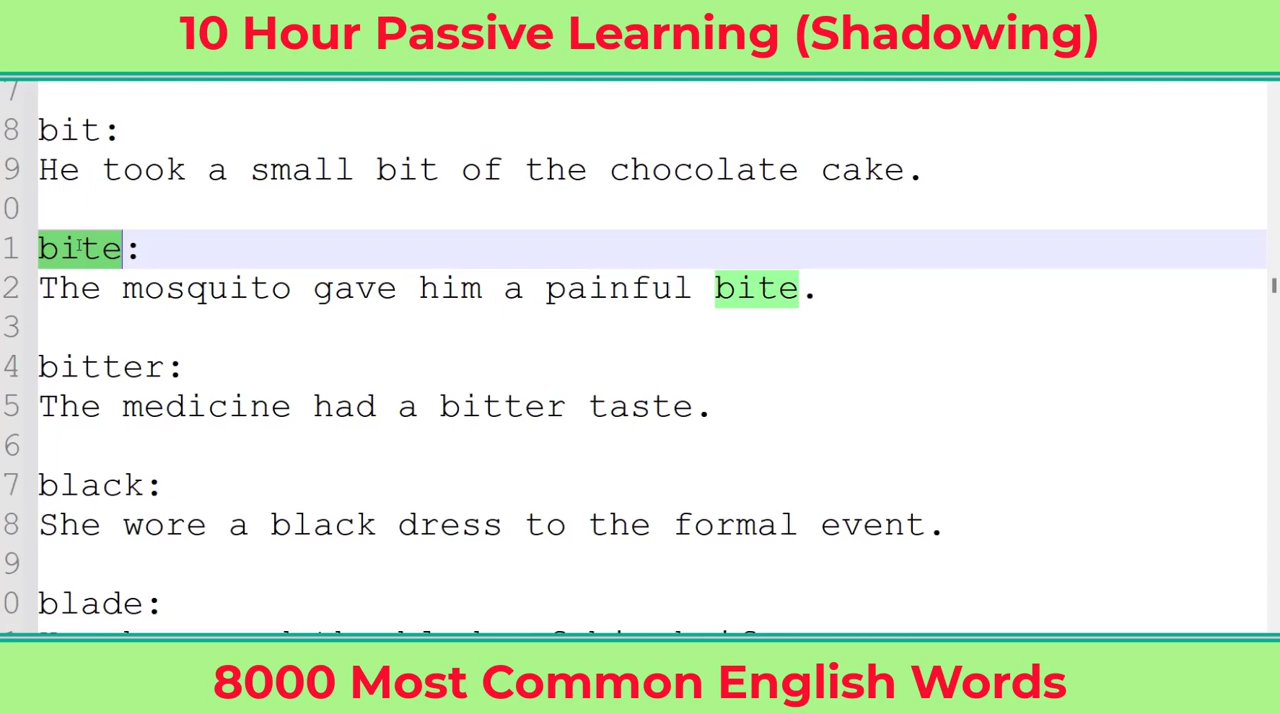 10 Hour Passive Learning (Shadowing)
7
8 bit:
9 He took a small bit of the chocolate cake.
0
1 bite:
2 The mosquito gave him a painful bite.
3
4 bitter:
5 The medicine had a bitter taste.
6
7 black:
8 She wore a black dress to the formal event.
9
0 blade:
8000 Most Common English Words